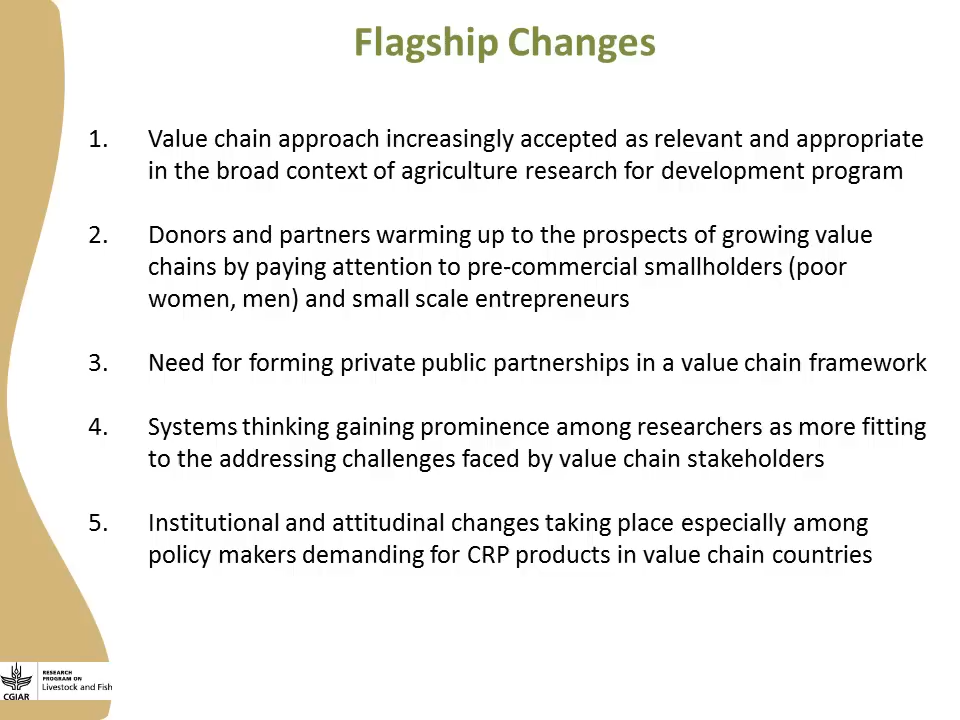 Flagship Changes
1. Value chain approach increasingly accepted as relevant and appropriate
in the broad context of agriculture research for development program
2. Donors and partners warming up to the prospects of growing value
chains by paying attention to pre-commercial smallholders (poor
women, men) and small scale entrepreneurs
3. Need for forming private public partnerships in a value chain framework
4. Systems thinking gaining prominence among researchers as more fitting
to the addressing challenges faced by value chain stakeholders
5. Institutional and attitudinal changes taking place especially among
policy makers demanding for CRP products in value chain countries
CGIAR
RESEARCH
PROGRAM ON
Livestock and Fish